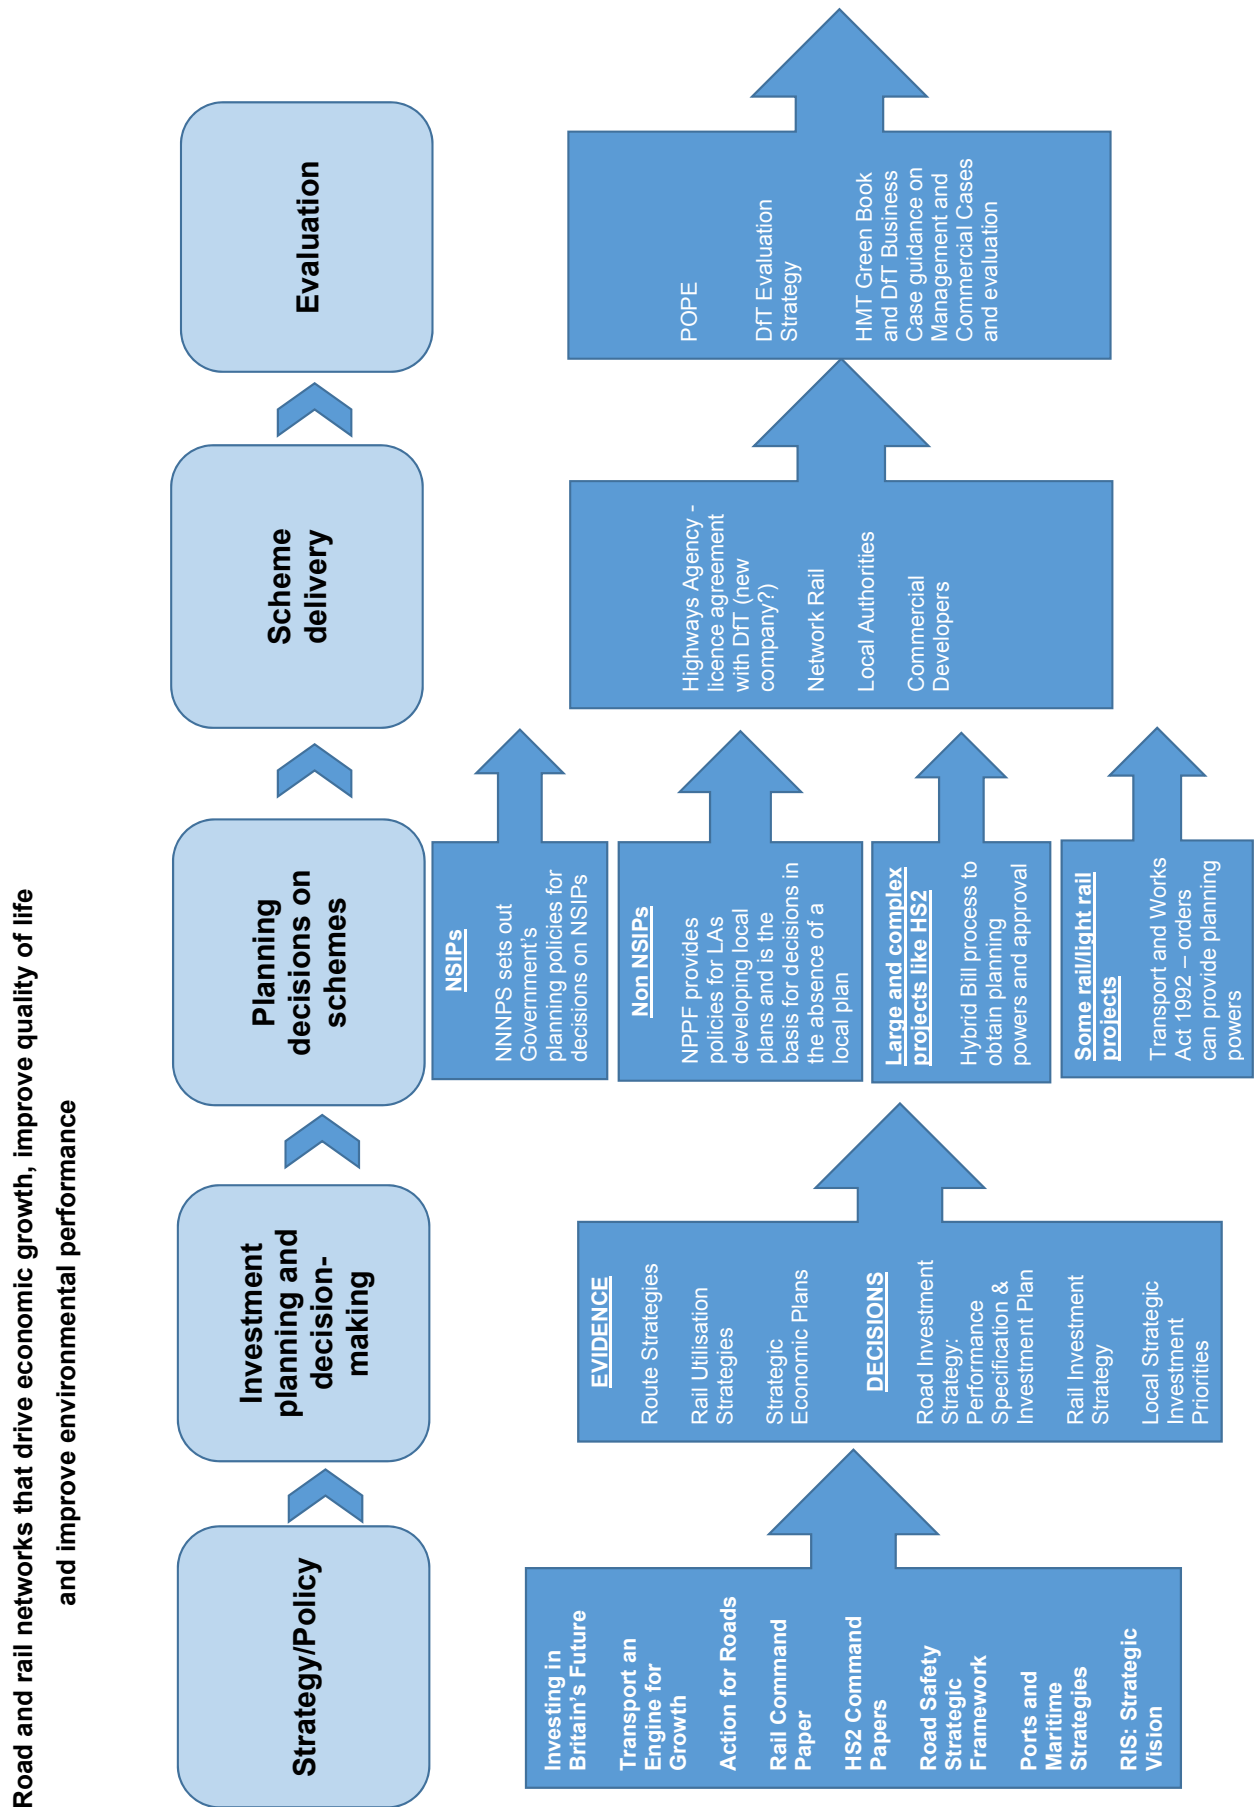 Road and rail networks that drive economic growth, improve quality of life
and improve environmental performance
Strategy/Policy
Investment
planning and
decision-
making
Planning
decisions on
schemes
Scheme
delivery
Evaluation
Investing in
Britain's Future
Transport an
Engine for
Growth
Action for Roads
Rail Command
Paper
HS2 Command
Papers
Road Safety
Strategic
Framework
Ports and
Maritime
Strategies
RIS: Strategic
Vision
EVIDENCE
Route Strategies
Rail Utilisation
Strategies
Strategic
Economic Plans
DECISIONS
Road Investment
Strategy:
Performance
Specification &
Investment Plan
Rail Investment
Strategy
Local Strategic
Investment
Priorities
NSIPs
NNNPS sets out
Government's
planning policies for
decisions on NSIPs
Non NSIPs
NPPF provides
policies for LAs
developing local
plans and is the
basis for decisions in
the absence of a
local plan
Large and complex
projects like HS2
Hybrid Bill process to
obtain planning
powers and approval
Some rail/light rail
projects
Transport and Works
Act 1992 – orders
can provide planning
powers
Highways Agency -
licence agreement
with DfT (new
company?)
Network Rail
Local Authorities
Commercial
Developers
POPE
DfT Evaluation
Strategy
HMT Green Book
and DfT Business
Case guidance on
Management and
Commercial Cases
and evaluation